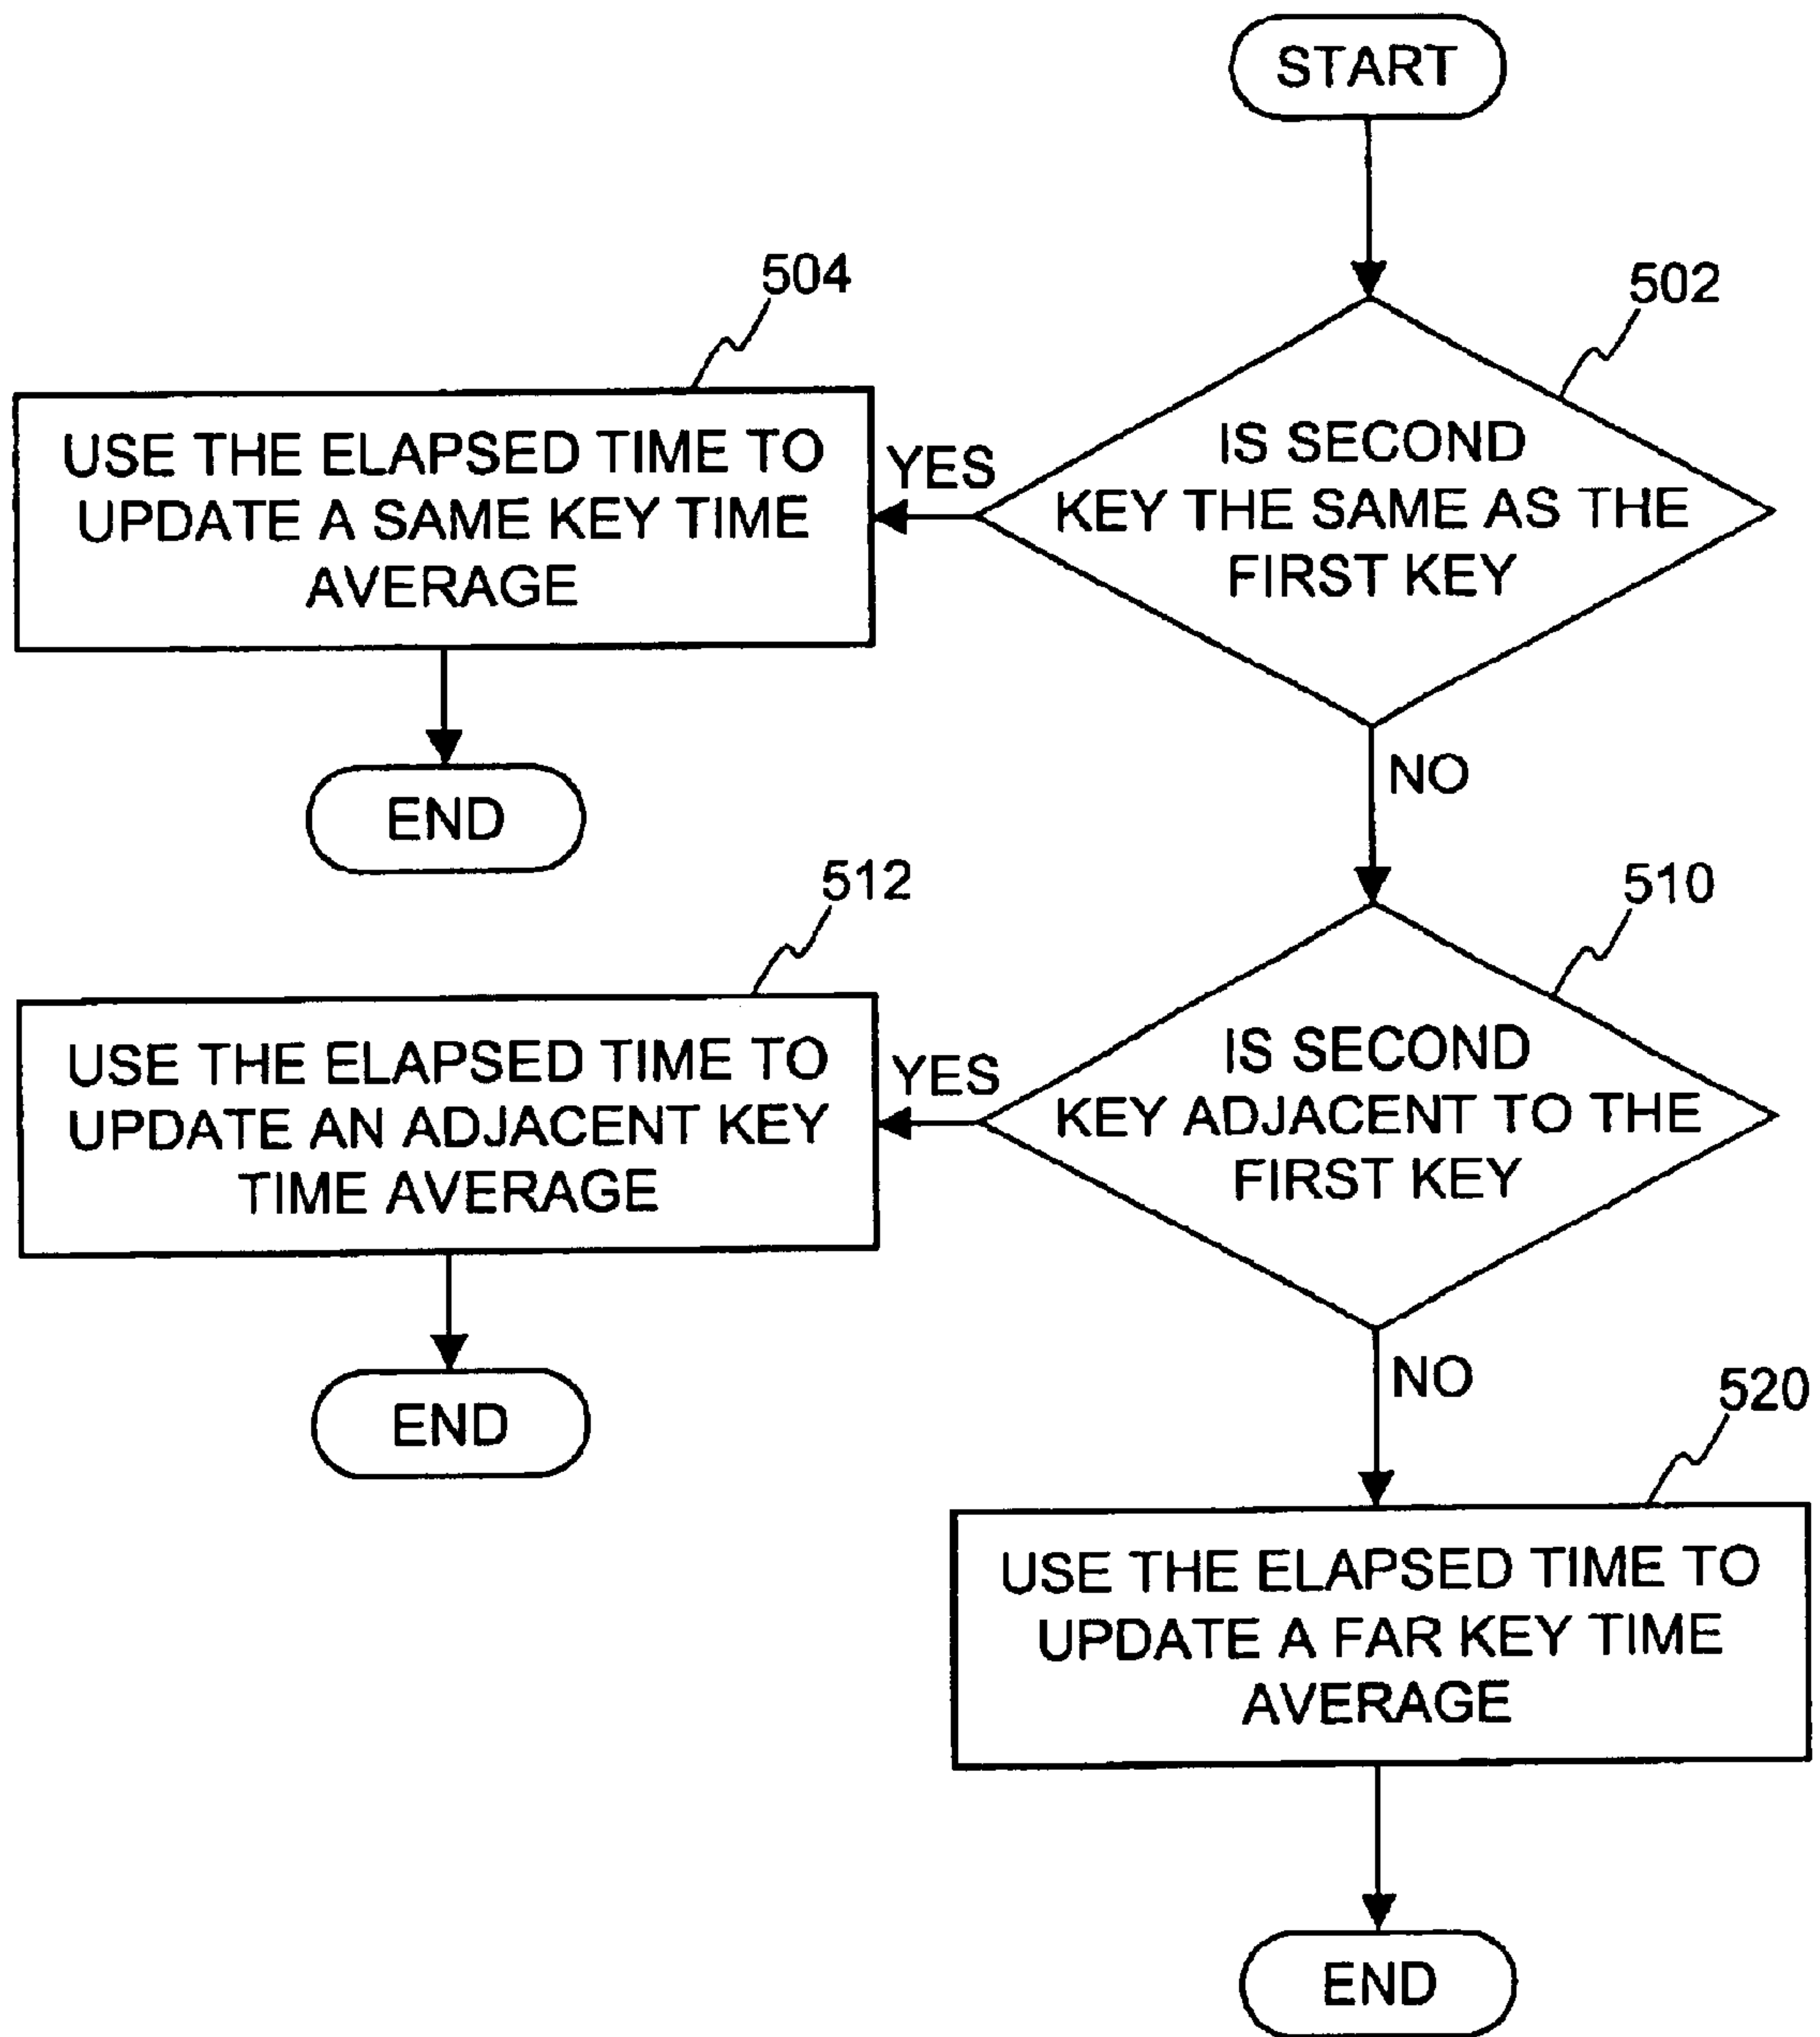 START
502
IS SECOND
KEY THE SAME AS THE
FIRST KEY
YES
504
USE THE ELAPSED TIME TO
UPDATE A SAME KEY TIME
AVERAGE
END
NO
510
IS SECOND
KEY ADJACENT TO THE
FIRST KEY
YES
512
USE THE ELAPSED TIME TO
UPDATE AN ADJACENT KEY
TIME AVERAGE
END
NO
520
USE THE ELAPSED TIME TO
UPDATE A FAR KEY TIME
AVERAGE
END